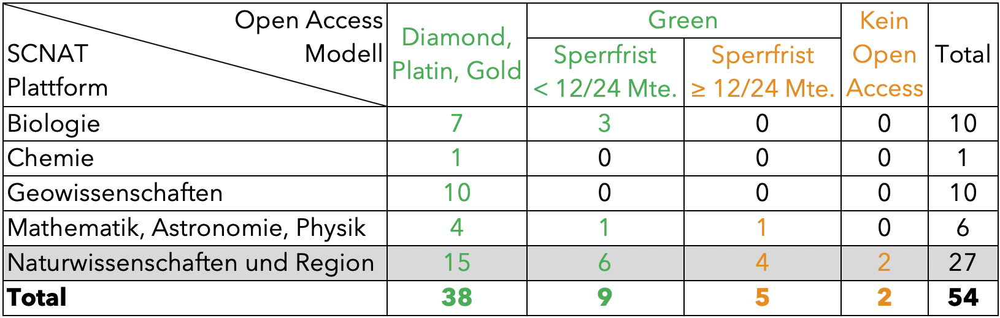 Open Access
Modell
SCNAT
Plattform
Diamond,
Platin, Gold
Green
Sperrfrist
< 12/24 Mte.
Sperrfrist
≥ 12/24 Mte.
Kein
Open
Access
Total
Biologie 7 3 0 0 10
Chemie 1 0 0 0 1
Geowissenschaften 10 0 0 0 10
Mathematik, Astronomie, Physik 4 1 1 0 6
Naturwissenschaften und Region 15 6 4 2 27
Total 38 9 5 2 54